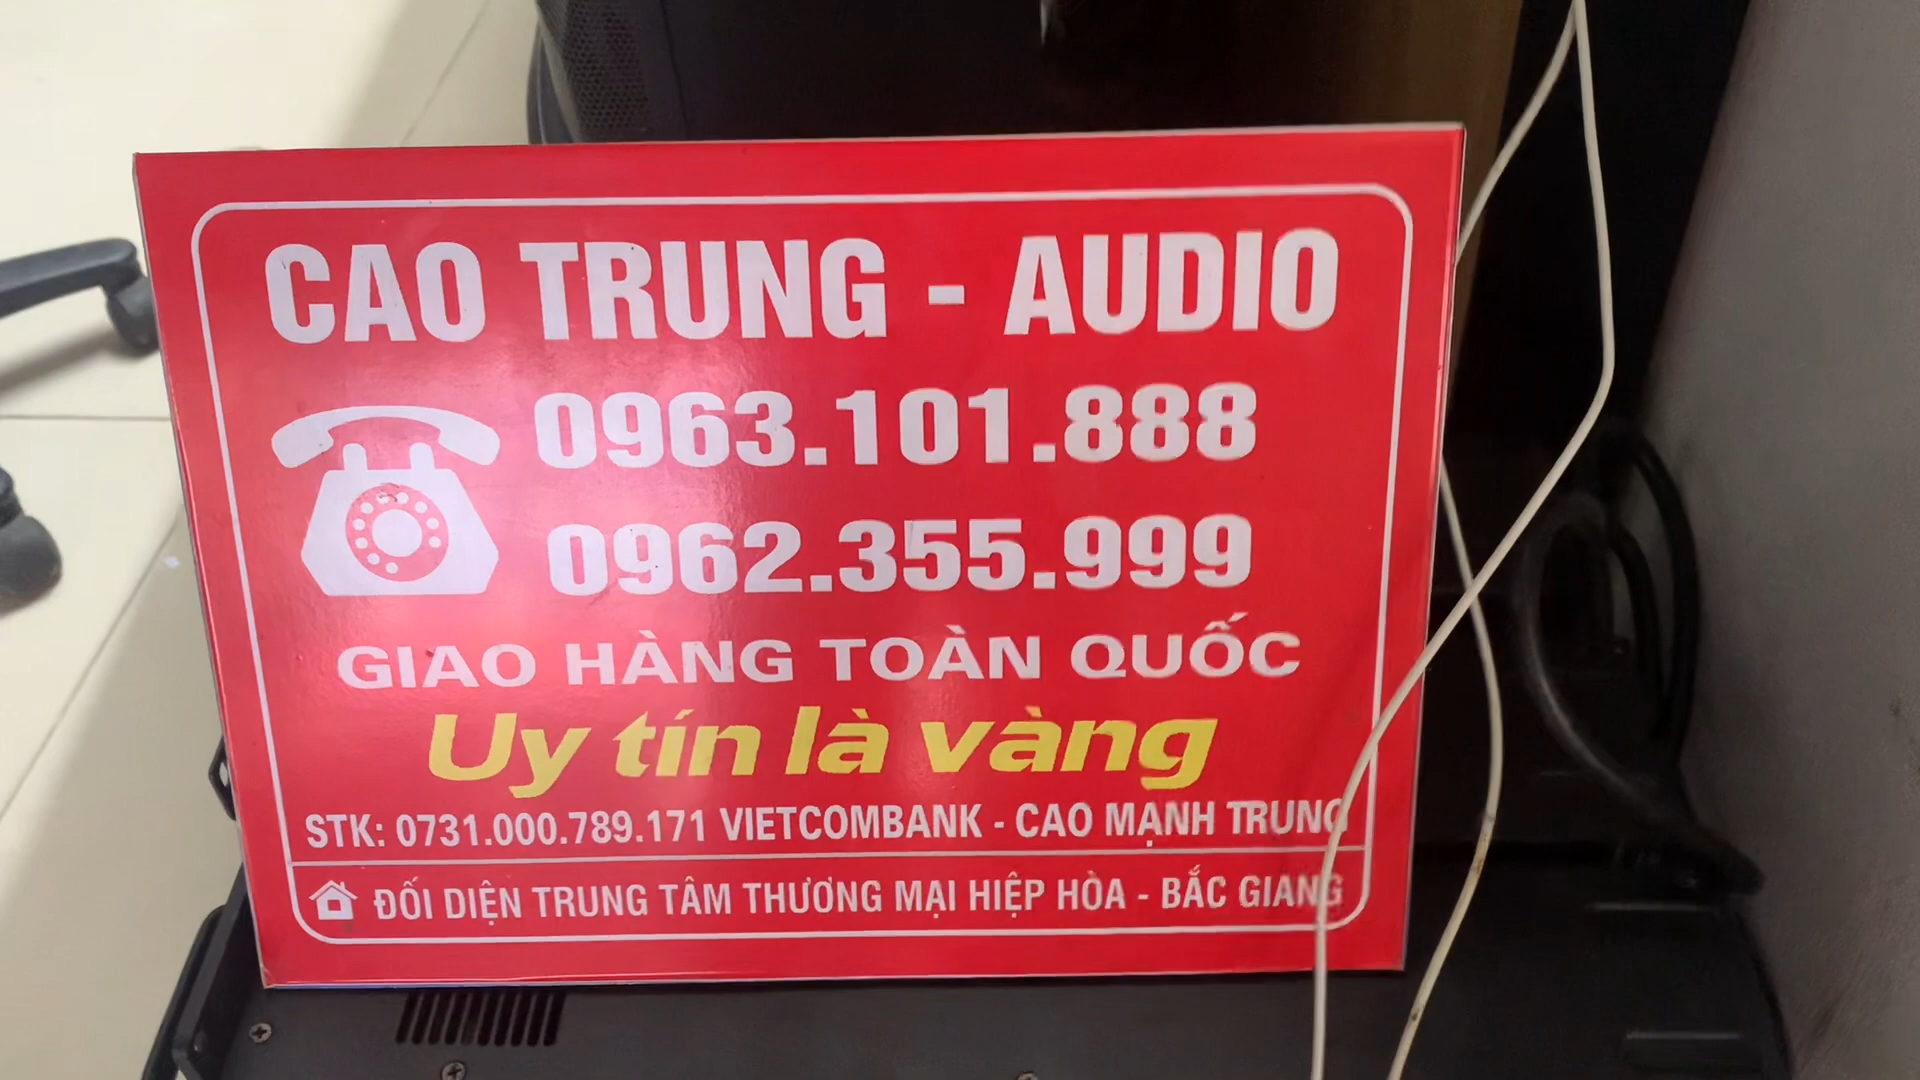 CAO TRUNG - AUDIO
0963.101.888
0962.355.999
GIAO HÀNG TOÀN QUỐC
Uy tín là vàng
STK: 0731.000.789.171 VIETCOMBANK - CAO MẠNH TRUNG
ĐỐI DIỆN TRUNG TÂM THƯƠNG MẠI HIỆP HÒA - BẮC GIANG